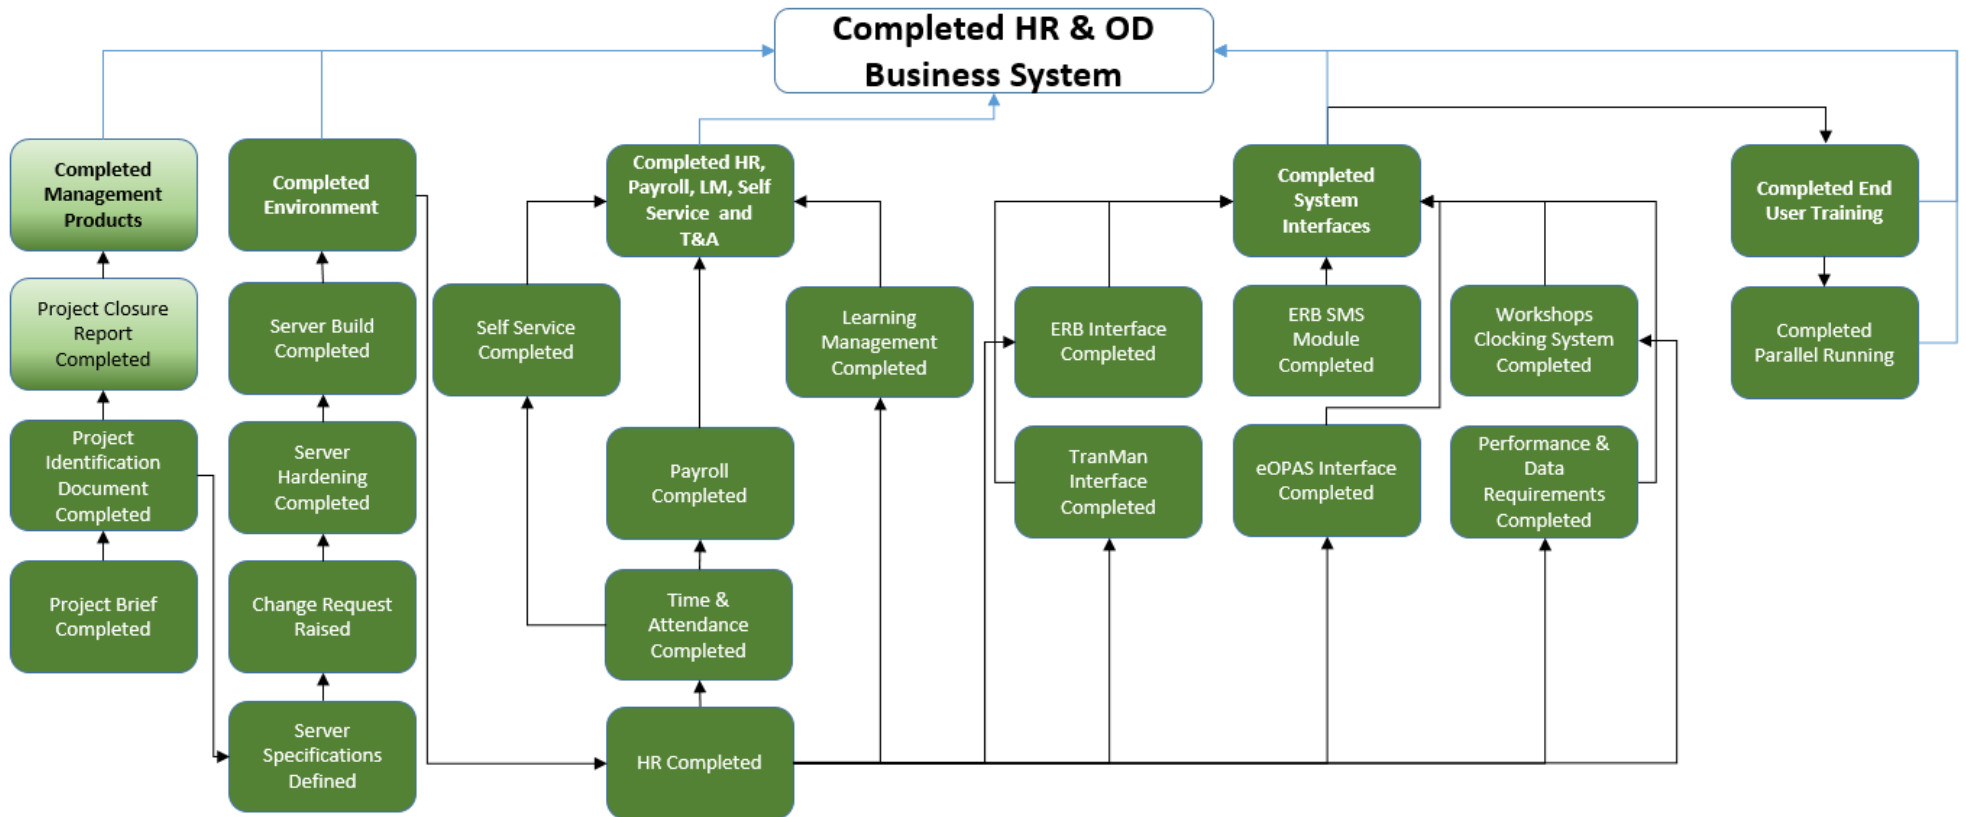 Completed HR & OD
Business System
Completed
Management
Products
Completed
Environment
Completed HR,
Payroll, LM, Self
Service and
T&A
Completed
System
Interfaces
Completed End
User Training
Project Closure
Report
Completed
Server Build
Completed
Self Service
Completed
Learning
Management
Completed
ERB Interface
Completed
ERB SMS
Module
Completed
Workshops
Clocking System
Completed
Completed
Parallel Running
Project
Identification
Document
Completed
Server
Hardening
Completed
Payroll
Completed
TranMan
Interface
Completed
eOPAS Interface
Completed
Performance &
Data
Requirements
Completed
Project Brief
Completed
Change Request
Raised
Time &
Attendance
Completed
Server
Specifications
Defined
HR Completed